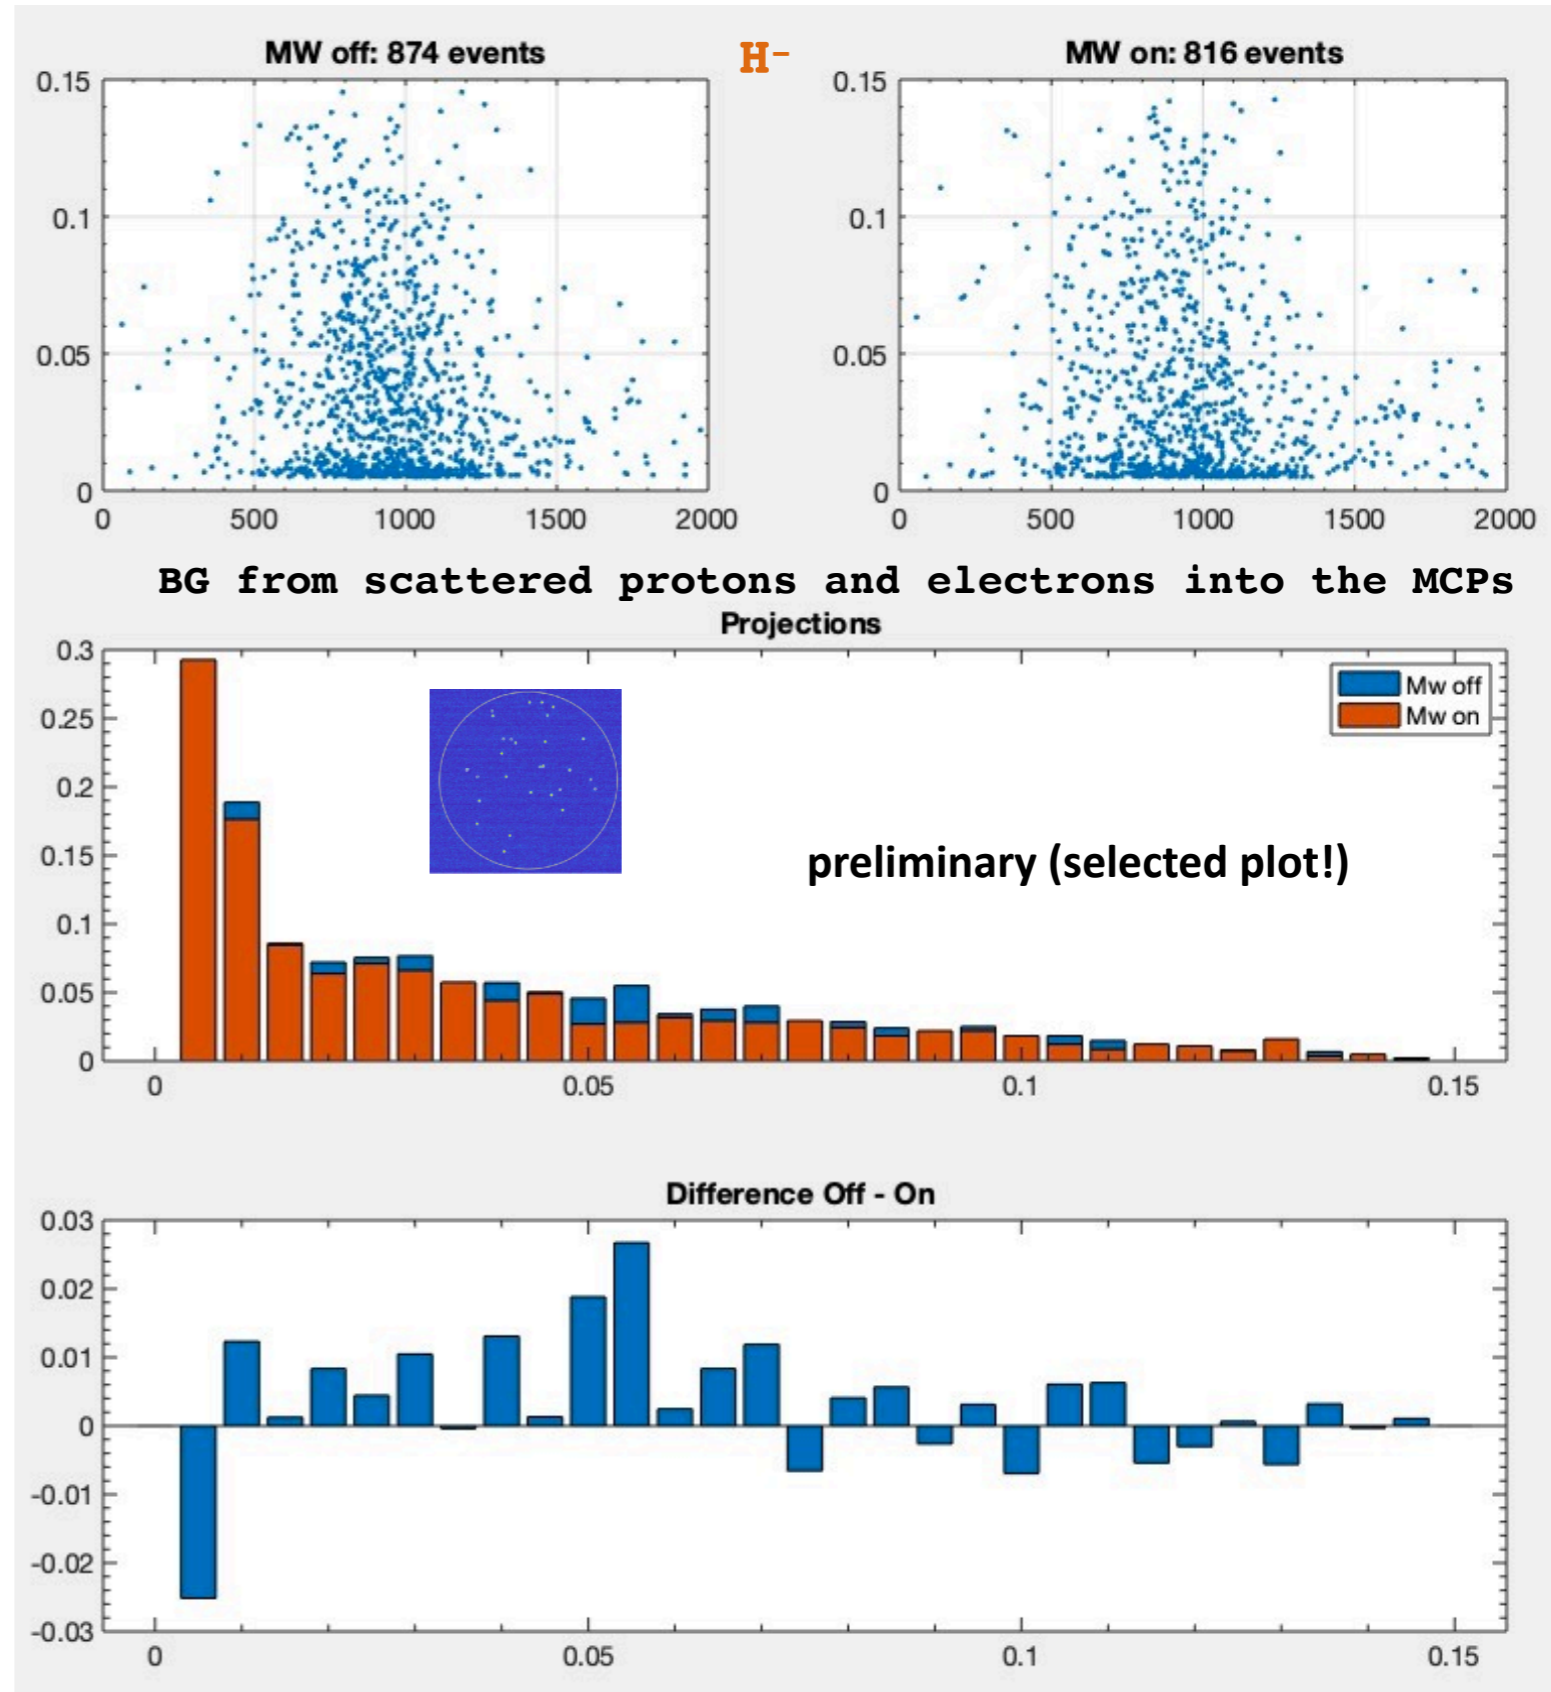 MW off: 874 events
H-
MW on: 816 events
0.15
0.1
0.05
0
0 500 1000 1500 2000
0.15
0.1
0.05
0
0 500 1000 1500 2000
BG from scattered protons and electrons into the MCPs
Projections
0.3
0.25
0.2
0.15
0.1
0.05
0
Mw off
Mw on
preliminary (selected plot!)
0 0.05 0.1 0.15
Difference Off - On
0.03
0.02
0.01
0
-0.01
-0.02
-0.03
0 0.05 0.1 0.15